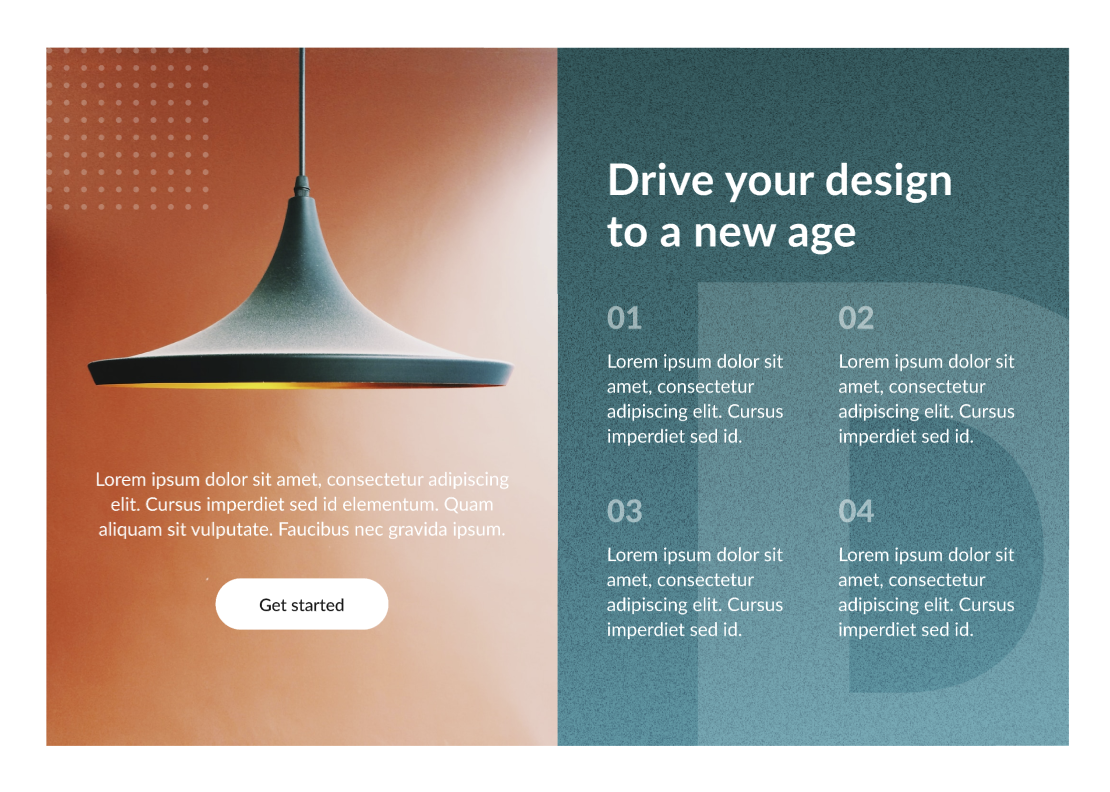 Lorem ipsum dolor sit amet, consectetur adipiscing
elit. Cursus imperdiet sed id elementum. Quam
aliquam sit vulputate. Faucibus nec gravida ipsum.
Get started
Drive your design
to a new age
01
Lorem ipsum dolor sit
amet, consectetur
adipiscing elit. Cursus
imperdiet sed id.
02
Lorem ipsum dolor sit
amet, consectetur
adipiscing elit. Cursus
imperdiet sed id.
03
Lorem ipsum dolor sit
amet, consectetur
adipiscing elit. Cursus
imperdiet sed id.
04
Lorem ipsum dolor sit
amet, consectetur
adipiscing elit. Cursus
imperdiet sed id.
D